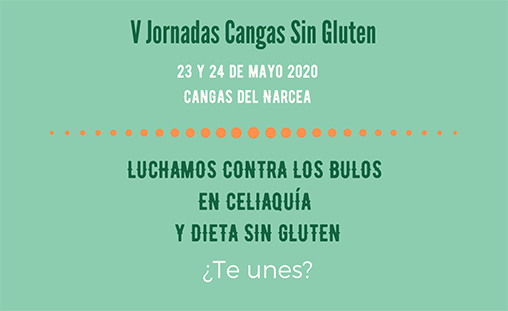 V Jornadas Cangas Sin Gluten
23 Y 24 DE MAYO 2020
CANGAS DEL NARCEA
LUCHAMOS CONTRA LOS BULOS
EN CELIAQUÍA
Y DIETA SIN GLUTEN
¿Te unes?